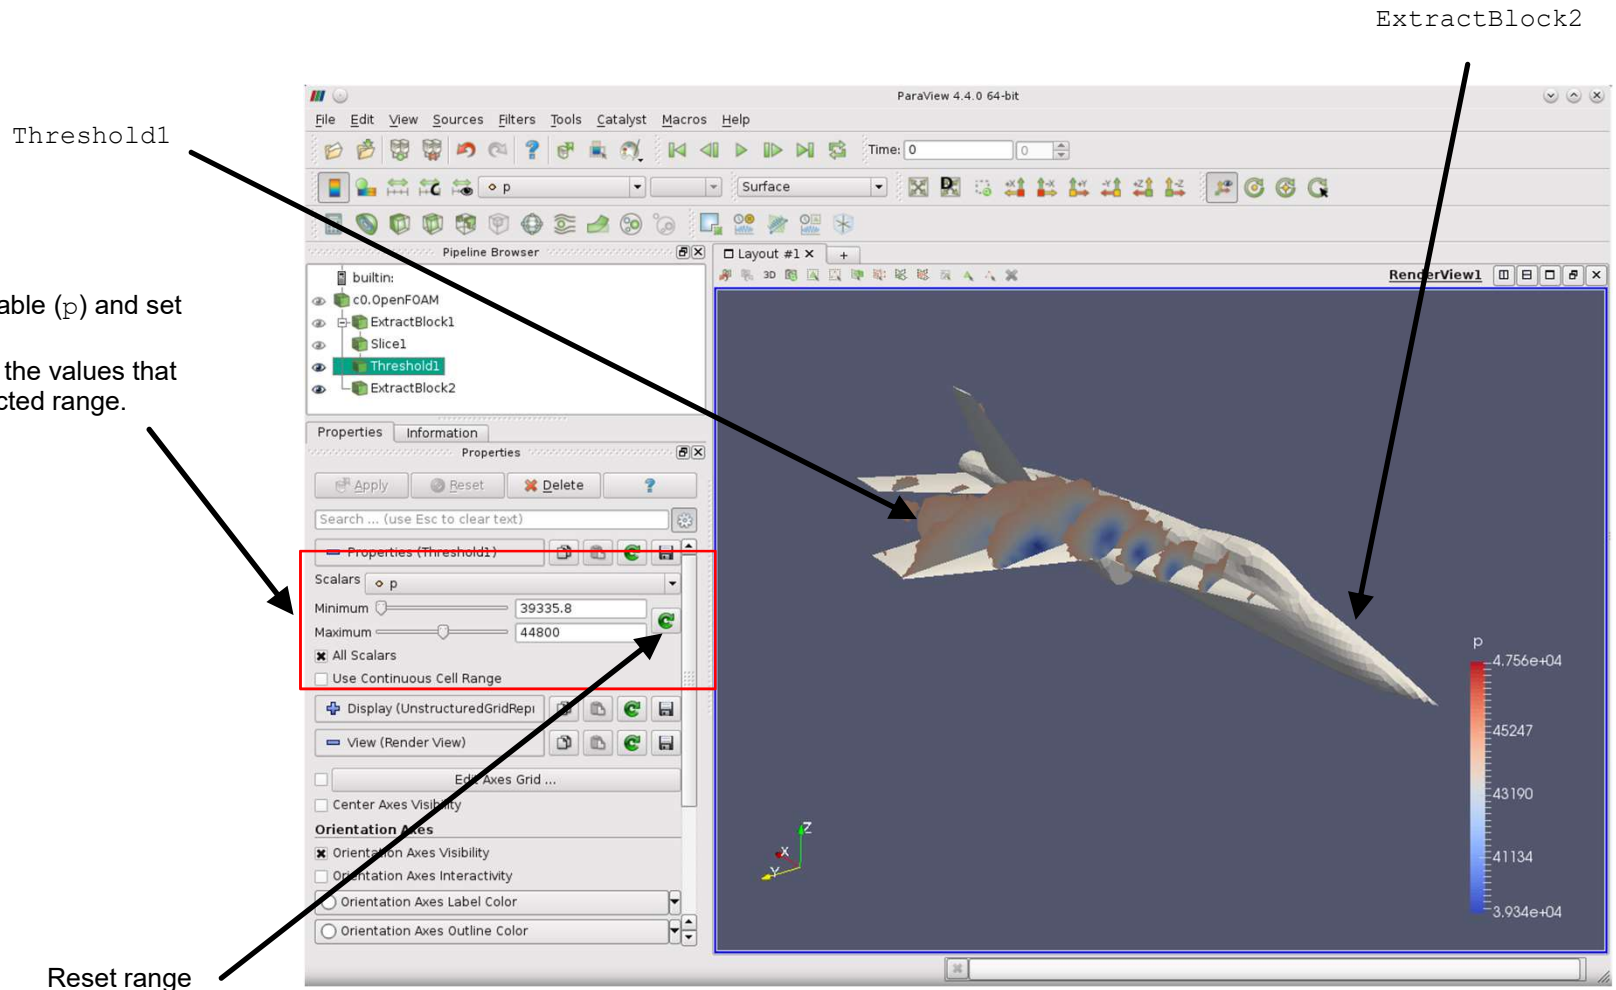 ExtractBlock2
Threshold1
able (p) and set
the values that
cted range.
Reset range
ParaView 4.4.0 64-bit
File Edit View Sources Filters Tools Catalyst Macros Help
Time: 0 0
p Surface
Pipeline Browser
Layout #1 +
3D RenderView1
builtin:
c0.OpenFOAM
ExtractBlock1
Slice1
Threshold1
ExtractBlock2
Properties Information
Properties
Apply Reset Delete ?
Search ... (use Esc to clear text)
Properties (Threshold1)
Scalars p
Minimum 39335.8
Maximum 44800
All Scalars
Use Continuous Cell Range
Display (UnstructuredGridRepr
View (Render View)
Edit Axes Grid ...
Center Axes Visibility
Orientation Axes
Orientation Axes Visibility
Orientation Axes Interactivity
Orientation Axes Label Color
Orientation Axes Outline Color
p
4.756e+04
45247
43190
41134
3.934e+04
Z
X
Y